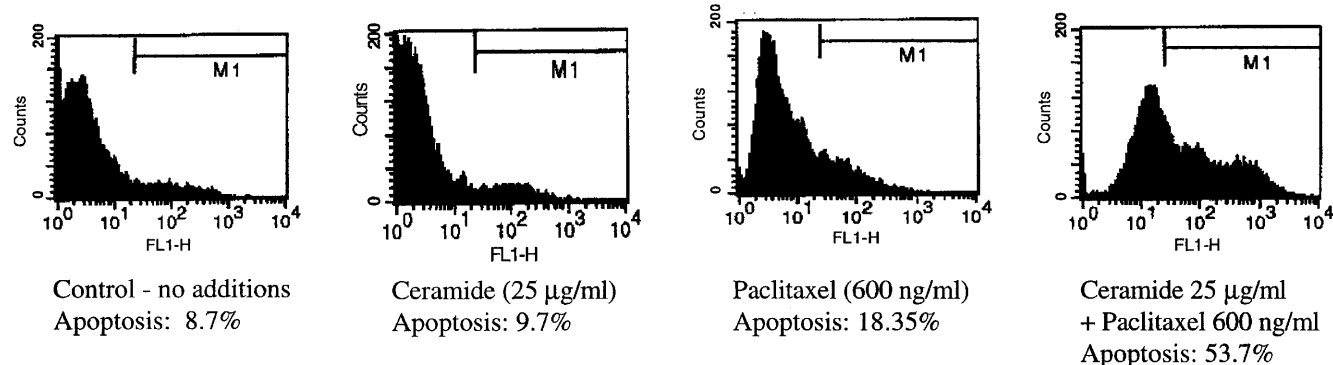 200
Counts
0
M1
10^0 10^1 10^2 10^3 10^4
FL1-H
Control - no additions
Apoptosis: 8.7%
200
Counts
0
M1
10^0 10^1 10^2 10^3 10^4
FL1-H
Ceramide (25 μg/ml)
Apoptosis: 9.7%
200
Counts
0
M1
10^0 10^1 10^2 10^3 10^4
FL1-H
Paclitaxel (600 ng/ml)
Apoptosis: 18.35%
200
Counts
0
M1
10^0 10^1 10^2 10^3 10^4
FL1-H
Ceramide 25 μg/ml
+ Paclitaxel 600 ng/ml
Apoptosis: 53.7%